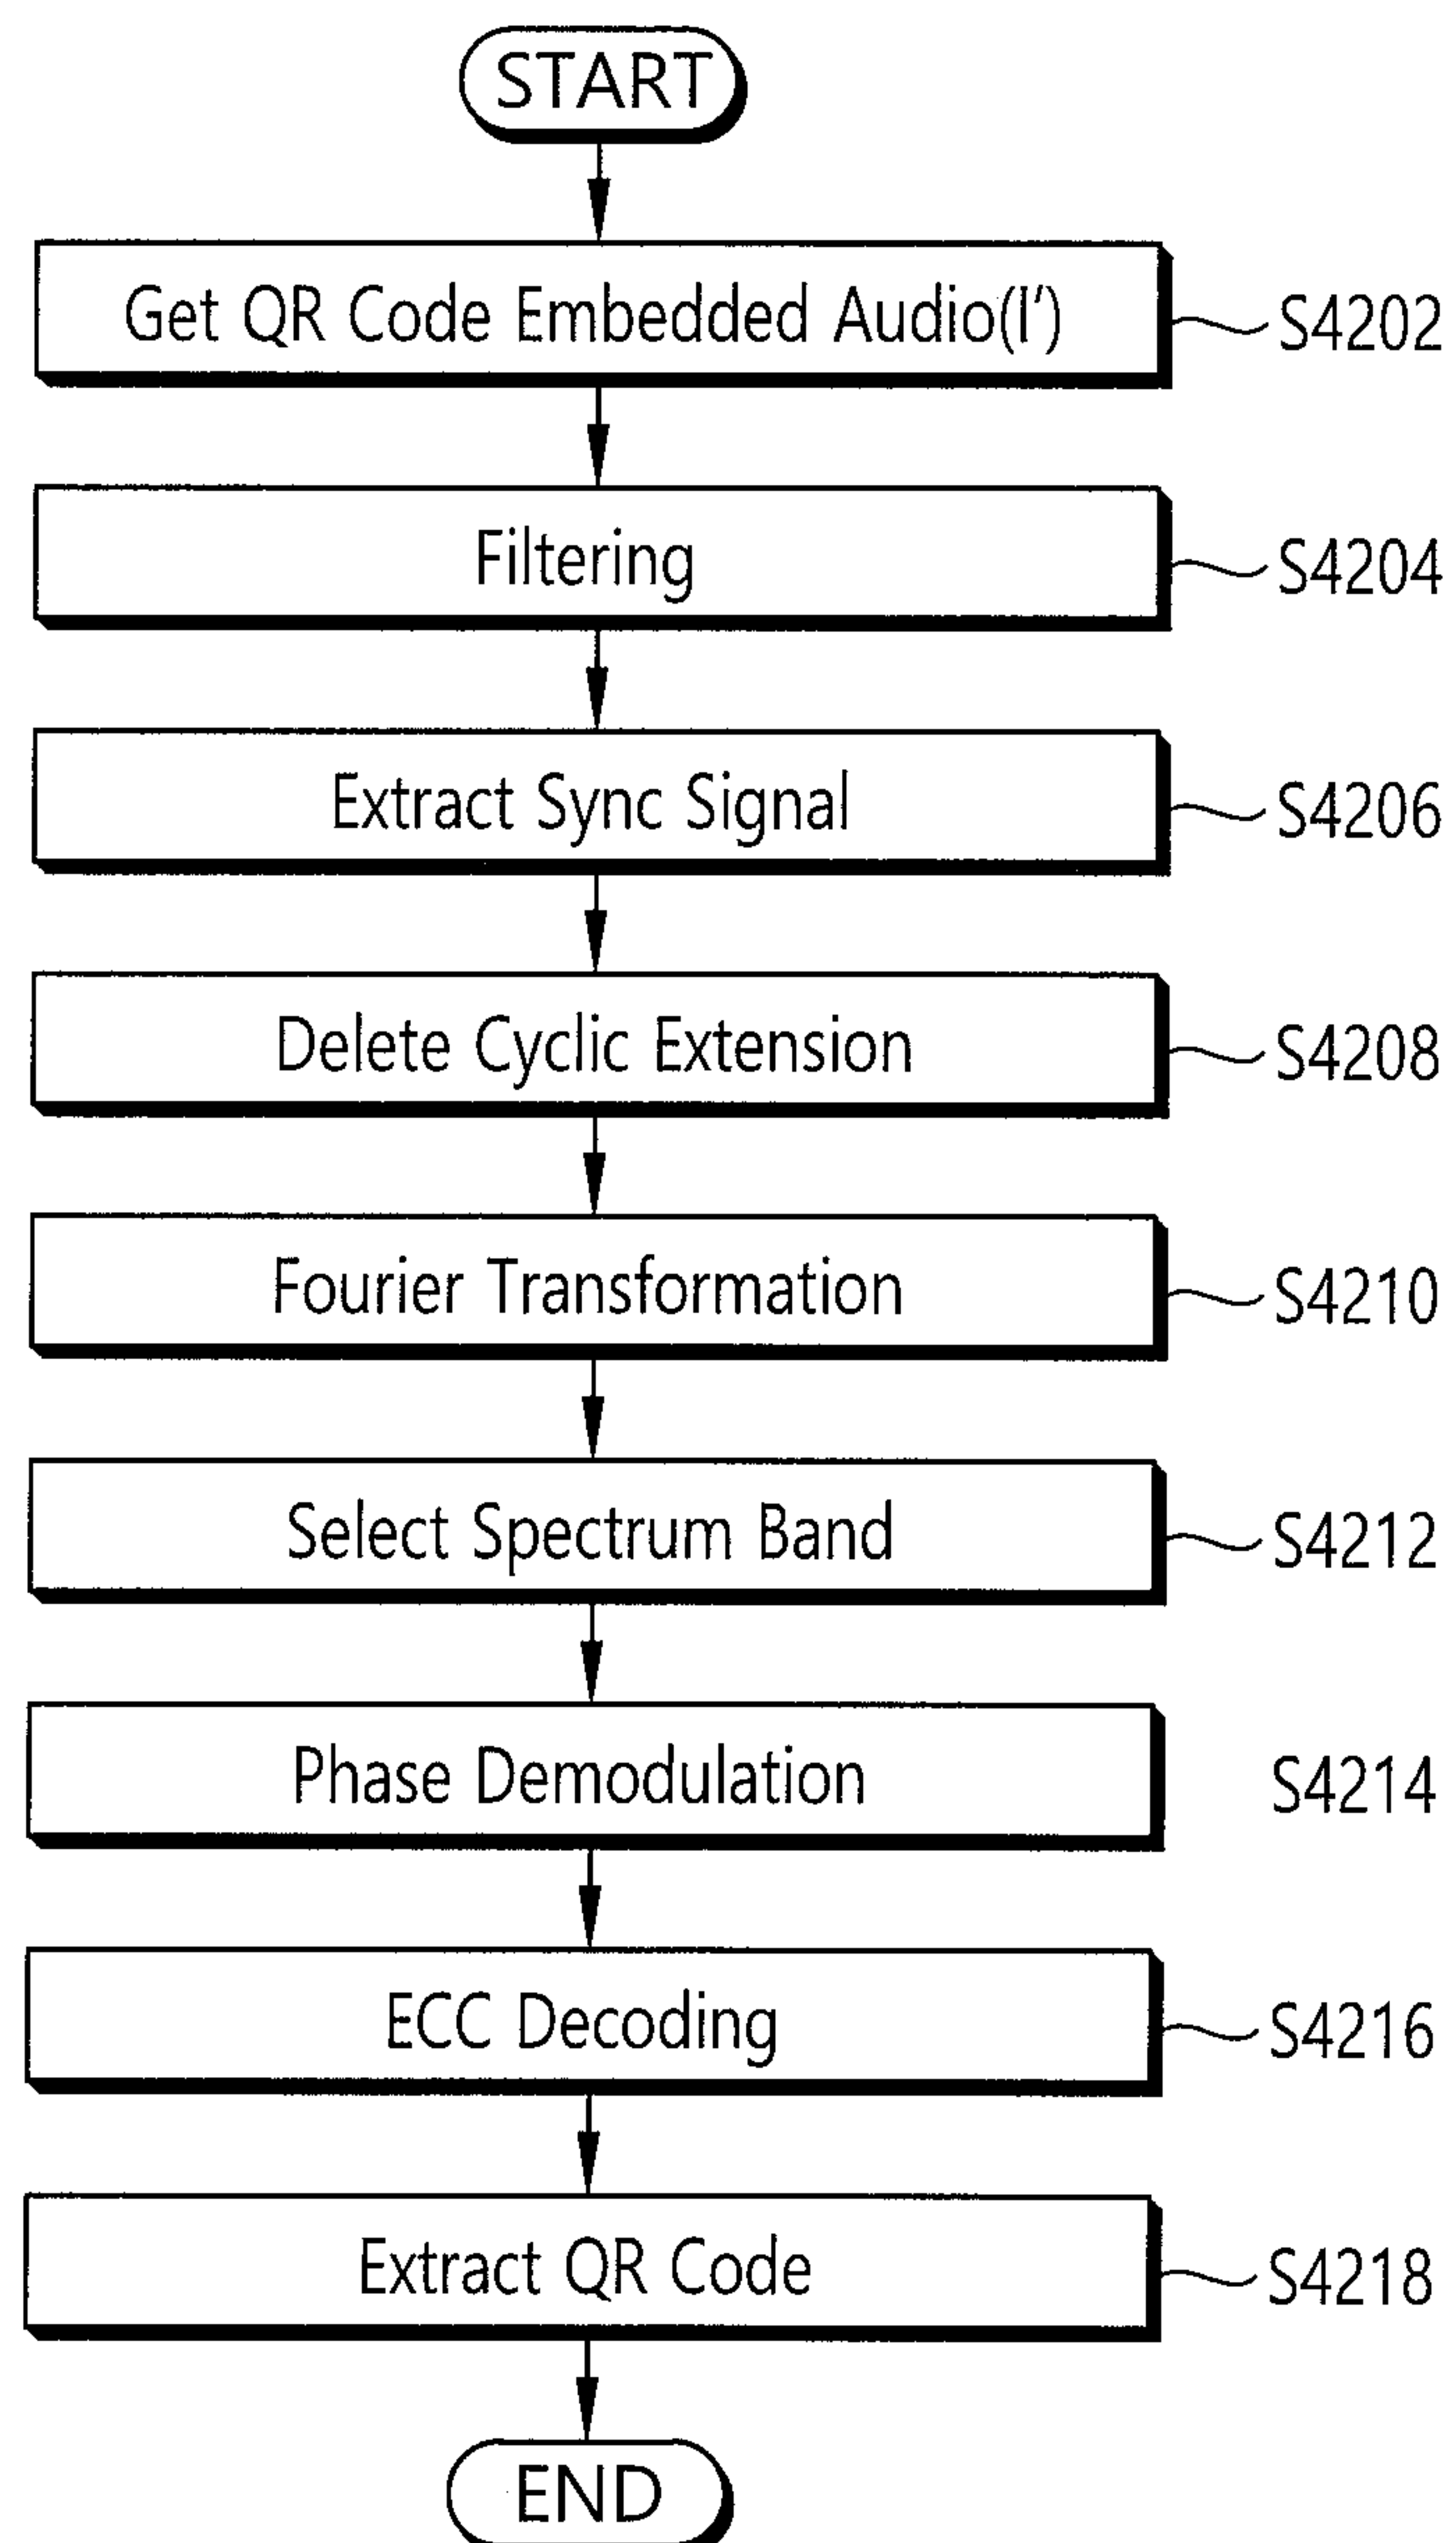 START
Get QR Code Embedded Audio(I')
S4202
Filtering
S4204
Extract Sync Signal
S4206
Delete Cyclic Extension
S4208
Fourier Transformation
S4210
Select Spectrum Band
S4212
Phase Demodulation
S4214
ECC Decoding
S4216
Extract QR Code
S4218
END